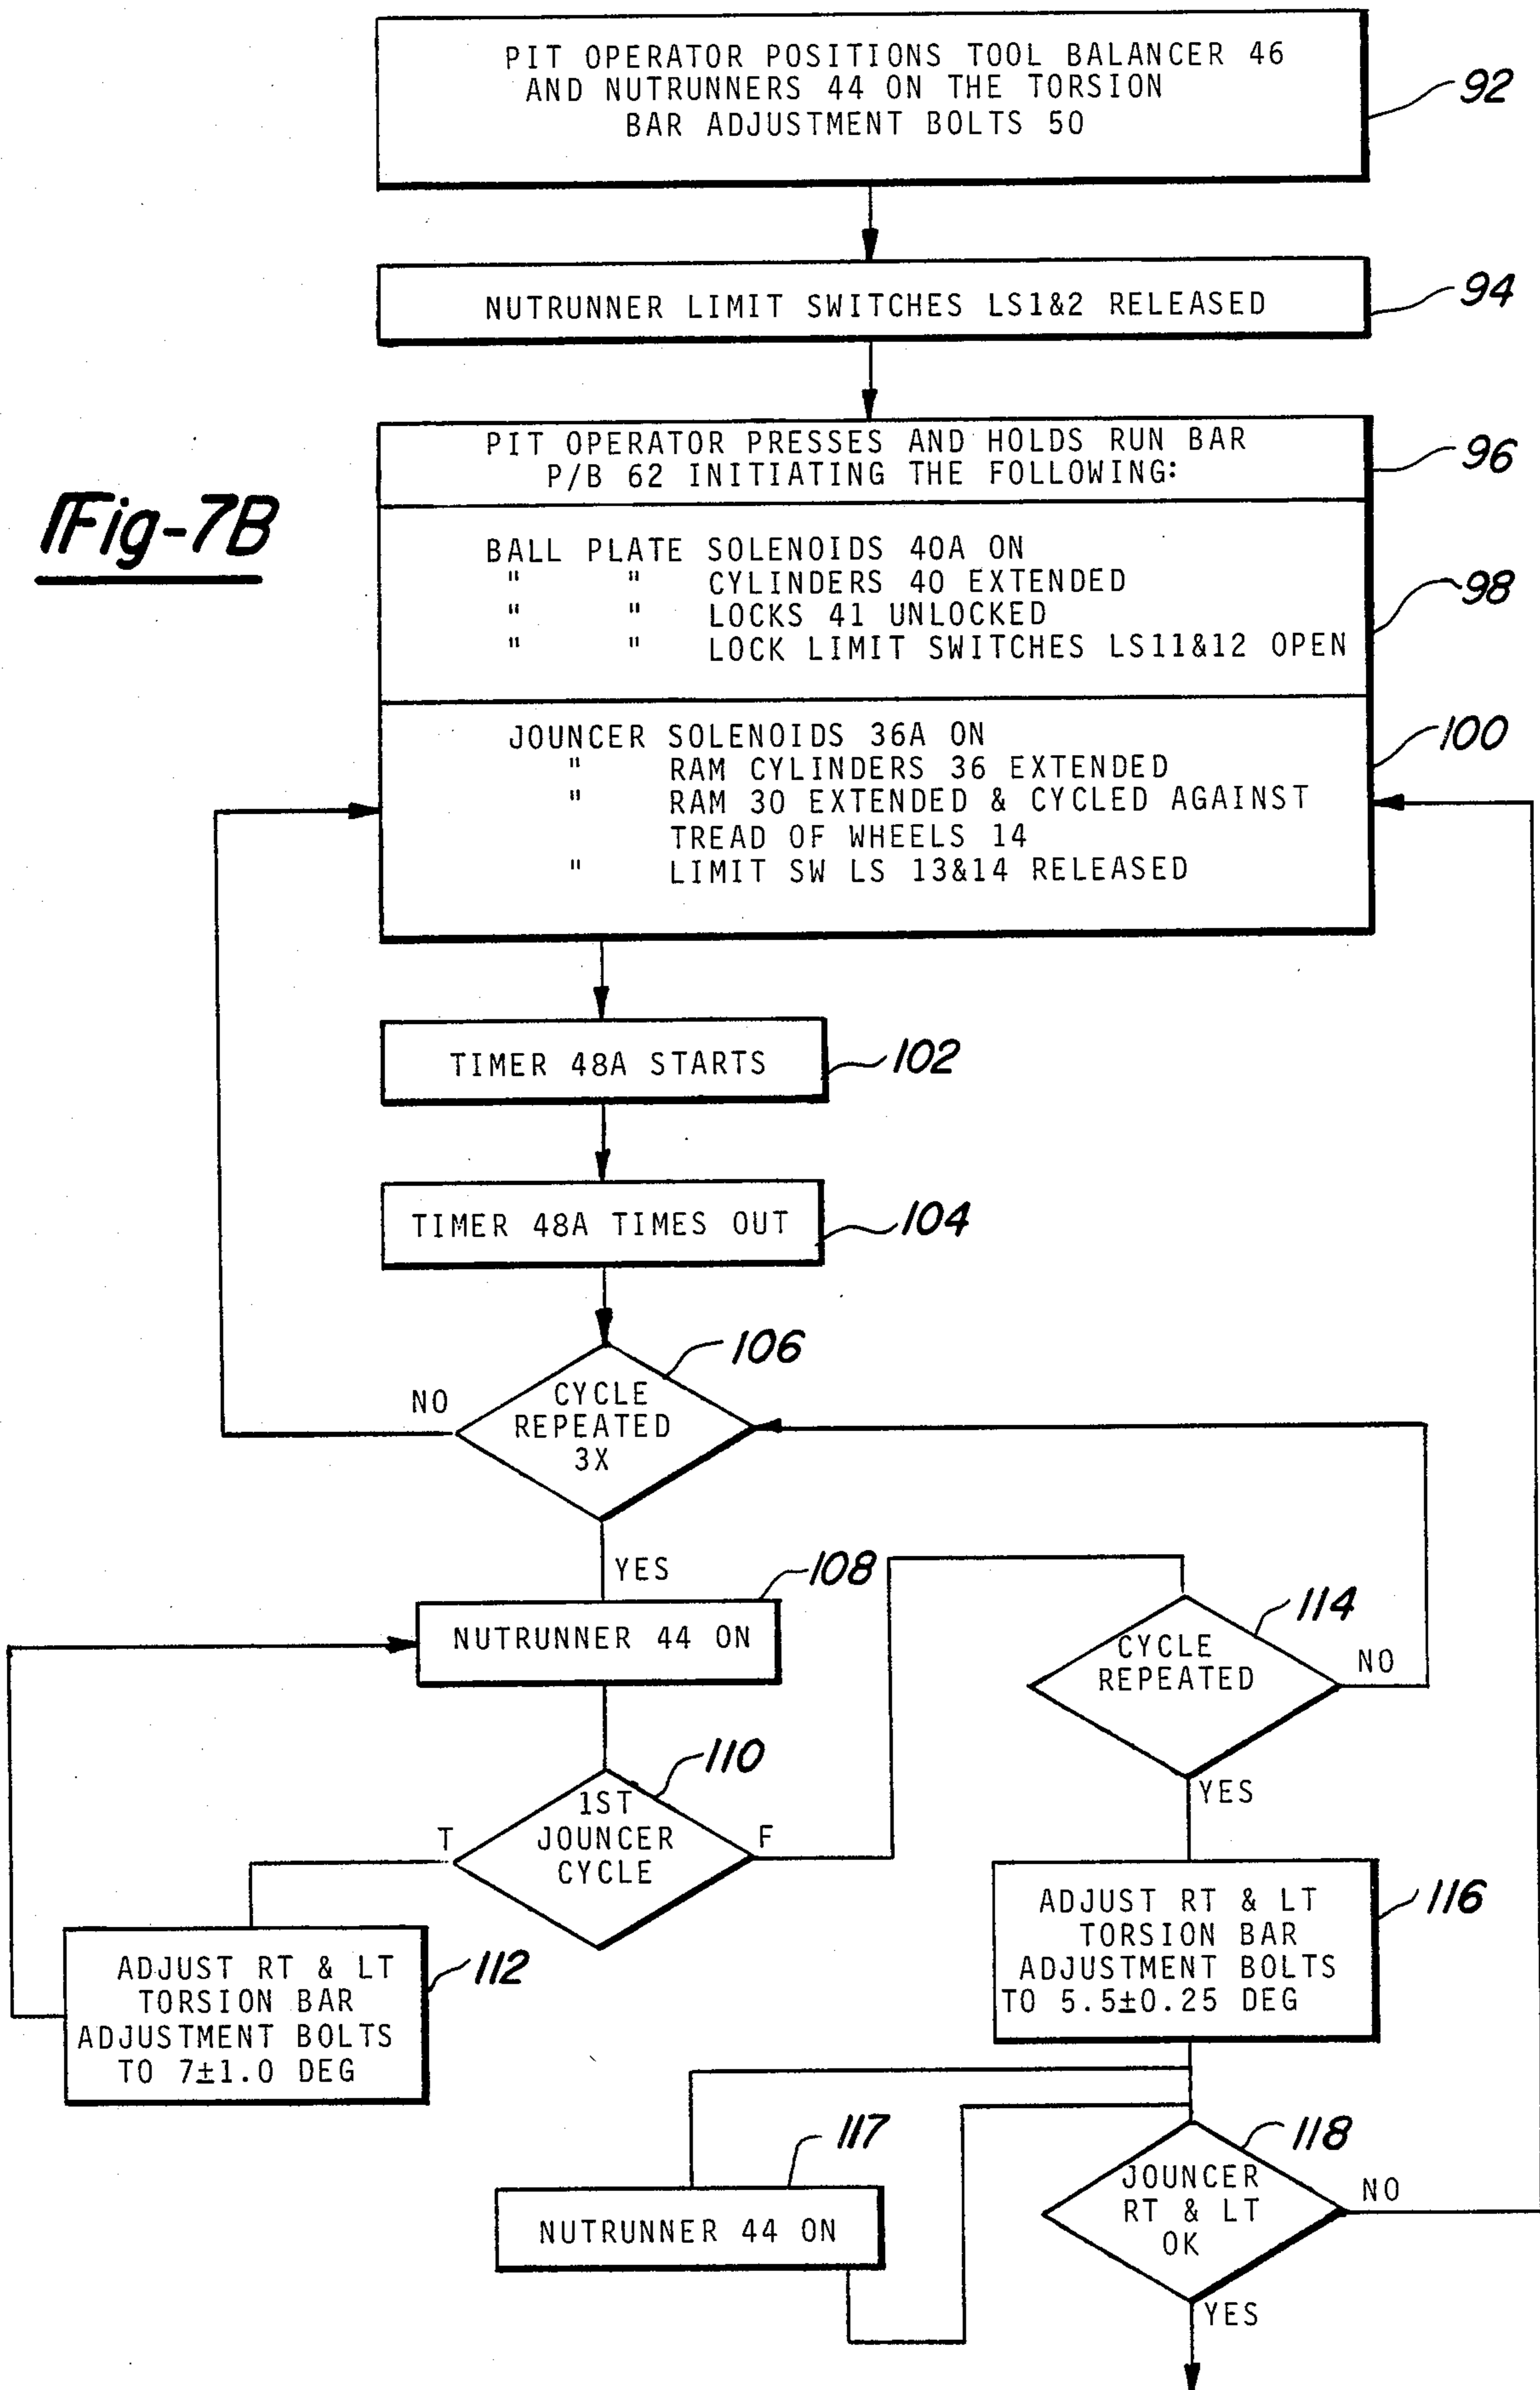 PIT OPERATOR POSITIONS TOOL BALANCER 46
AND NUTRUNNERS 44 ON THE TORSION
BAR ADJUSTMENT BOLTS 50
92
NUTRUNNER LIMIT SWITCHES LS1&2 RELEASED
94
PIT OPERATOR PRESSES AND HOLDS RUN BAR
P/B 62 INITIATING THE FOLLOWING:
96
Fig-7B
BALL PLATE SOLENOIDS 40A ON
" " CYLINDERS 40 EXTENDED
" " LOCKS 41 UNLOCKED
" " LOCK LIMIT SWITCHES LS11&12 OPEN
98
JOUNCER SOLENOIDS 36A ON
" RAM CYLINDERS 36 EXTENDED
" RAM 30 EXTENDED & CYCLED AGAINST
TREAD OF WHEELS 14
" LIMIT SW LS 13&14 RELEASED
100
TIMER 48A STARTS
102
TIMER 48A TIMES OUT
104
106
CYCLE
REPEATED
3X
NO
YES
108
NUTRUNNER 44 ON
110
1ST
JOUNCER
CYCLE
T
F
ADJUST RT & LT
TORSION BAR
ADJUSTMENT BOLTS
TO 7±1.0 DEG
112
114
CYCLE
REPEATED
NO
YES
ADJUST RT & LT
TORSION BAR
ADJUSTMENT BOLTS
TO 5.5±0.25 DEG
116
117
NUTRUNNER 44 ON
118
JOUNCER
RT & LT
OK
NO
YES